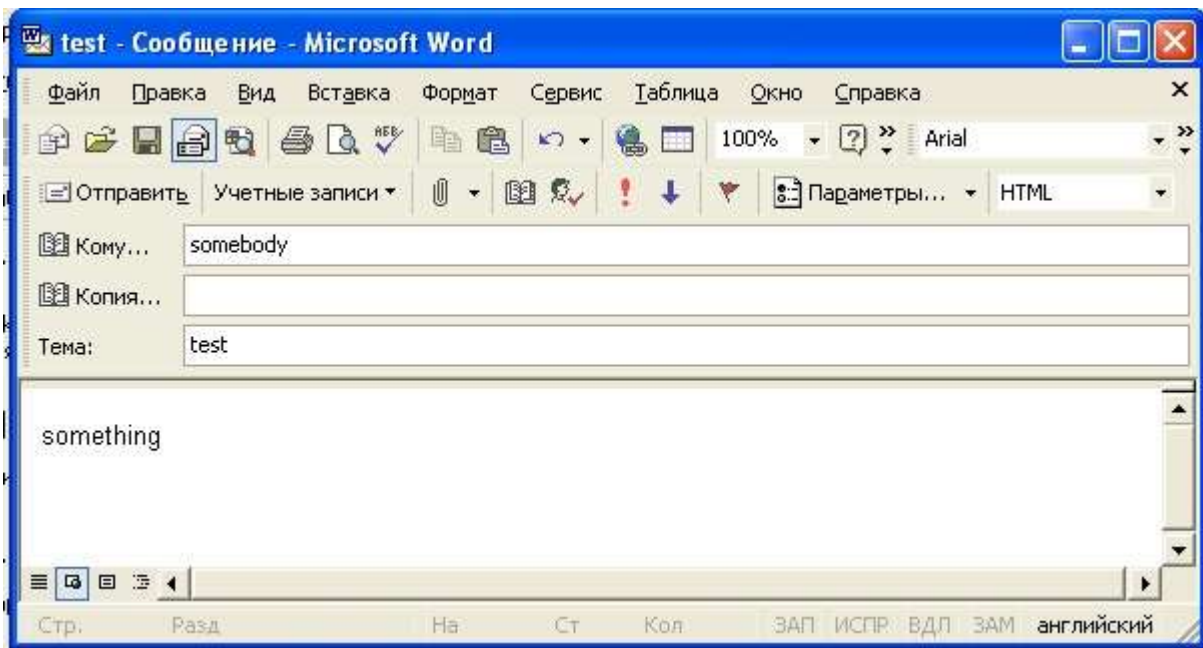 test - Сообщение - Microsoft Word
Файл Правка Вид Вставка Формат Сервис Таблица Окно Справка
100% Arial
Отправить Учетные записи Параметры... HTML
Кому... somebody
Копия...
Тема: test
something
Стр. Разд На Ст Кол ЗАП ИСПР ВДЛ ЗАМ английский